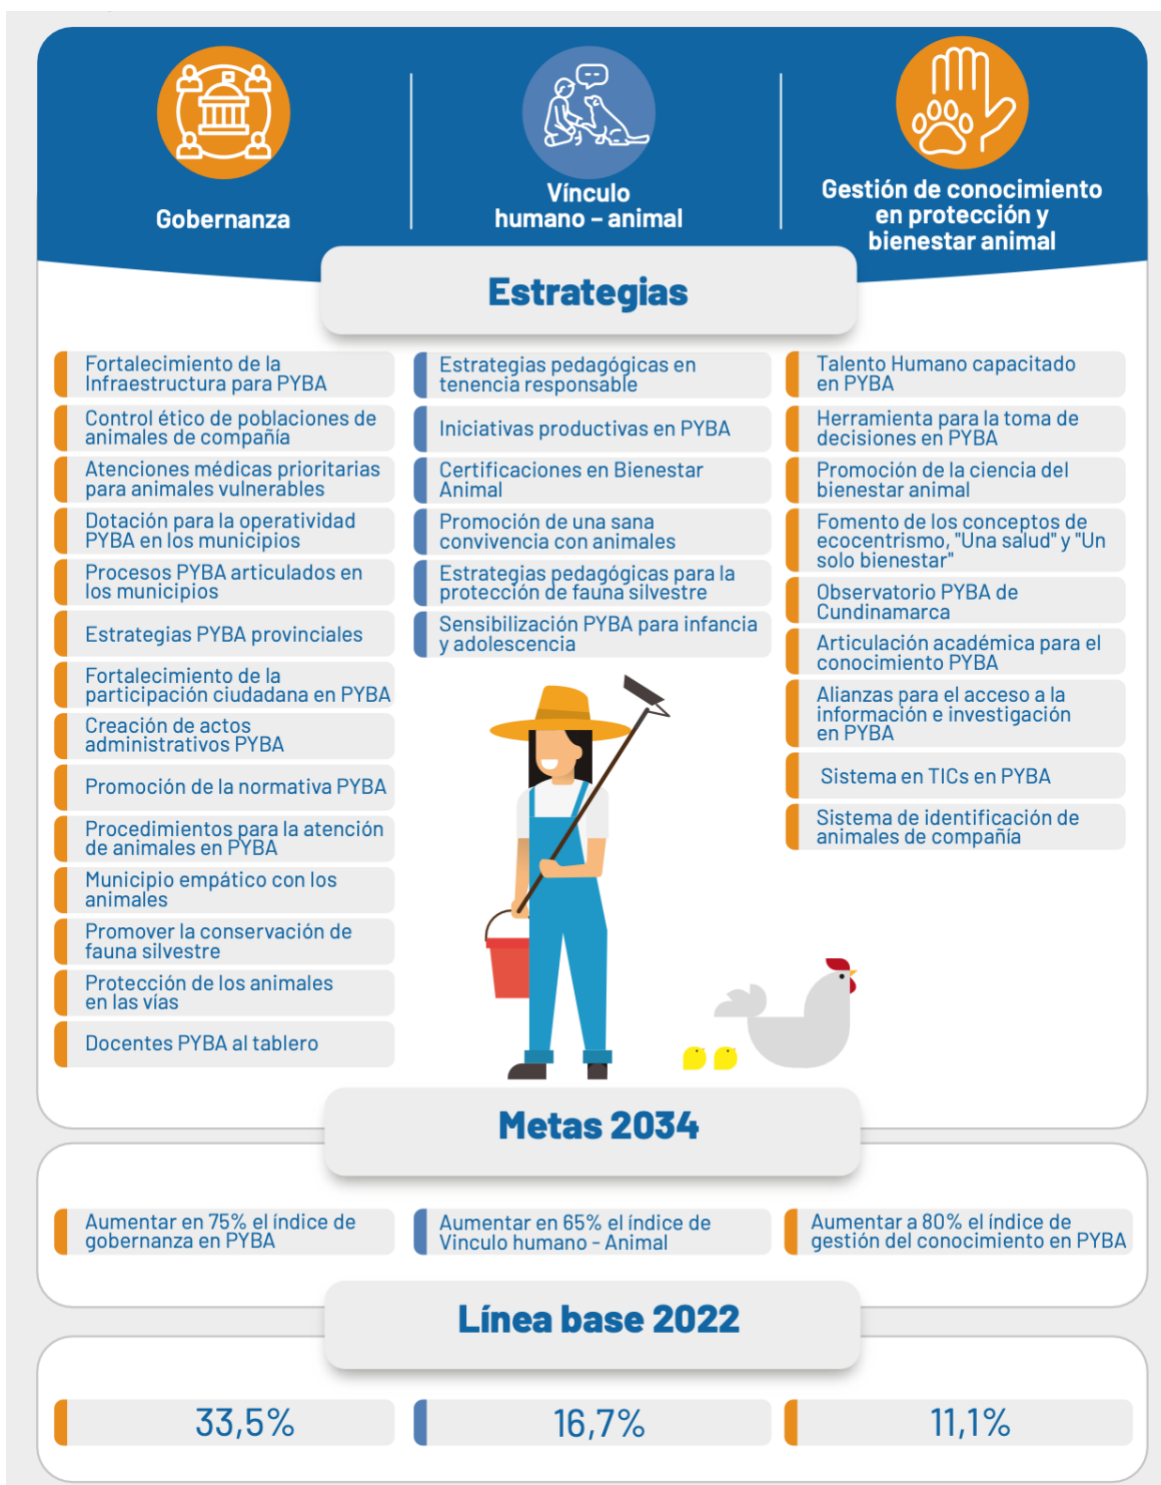 Gobernanza
Vínculo
humano – animal
Gestión de conocimiento
en protección y
bienestar animal
Estrategias
Fortalecimiento de la
Infraestructura para PYBA
Control ético de poblaciones de
animales de compañía
Atenciones médicas prioritarias
para animales vulnerables
Dotación para la operatividad
PYBA en los municipios
Procesos PYBA articulados en
los municipios
Estrategias PYBA provinciales
Fortalecimiento de la
participación ciudadana en PYBA
Creación de actos
administrativos PYBA
Promoción de la normativa PYBA
Procedimientos para la atención
de animales en PYBA
Municipio empático con los
animales
Promover la conservación de
fauna silvestre
Protección de los animales
en las vías
Docentes PYBA al tablero
Estrategias pedagógicas en
tenencia responsable
Iniciativas productivas en PYBA
Certificaciones en Bienestar
Animal
Promoción de una sana
convivencia con animales
Estrategias pedagógicas para la
protección de fauna silvestre
Sensibilización PYBA para infancia
y adolescencia
Talento Humano capacitado
en PYBA
Herramienta para la toma de
decisiones en PYBA
Promoción de la ciencia del
bienestar animal
Fomento de los conceptos de
ecocentrismo, "Una salud" y "Un
solo bienestar"
Observatorio PYBA de
Cundinamarca
Articulación académica para el
conocimiento PYBA
Alianzas para el acceso a la
información e investigación
en PYBA
Sistema en TICs en PYBA
Sistema de identificación de
animales de compañía
Metas 2034
Aumentar en 75% el índice de
gobernanza en PYBA
Aumentar en 65% el índice de
Vinculo humano - Animal
Aumentar a 80% el índice de
gestión del conocimiento en PYBA
Línea base 2022
33,5%
16,7%
11,1%